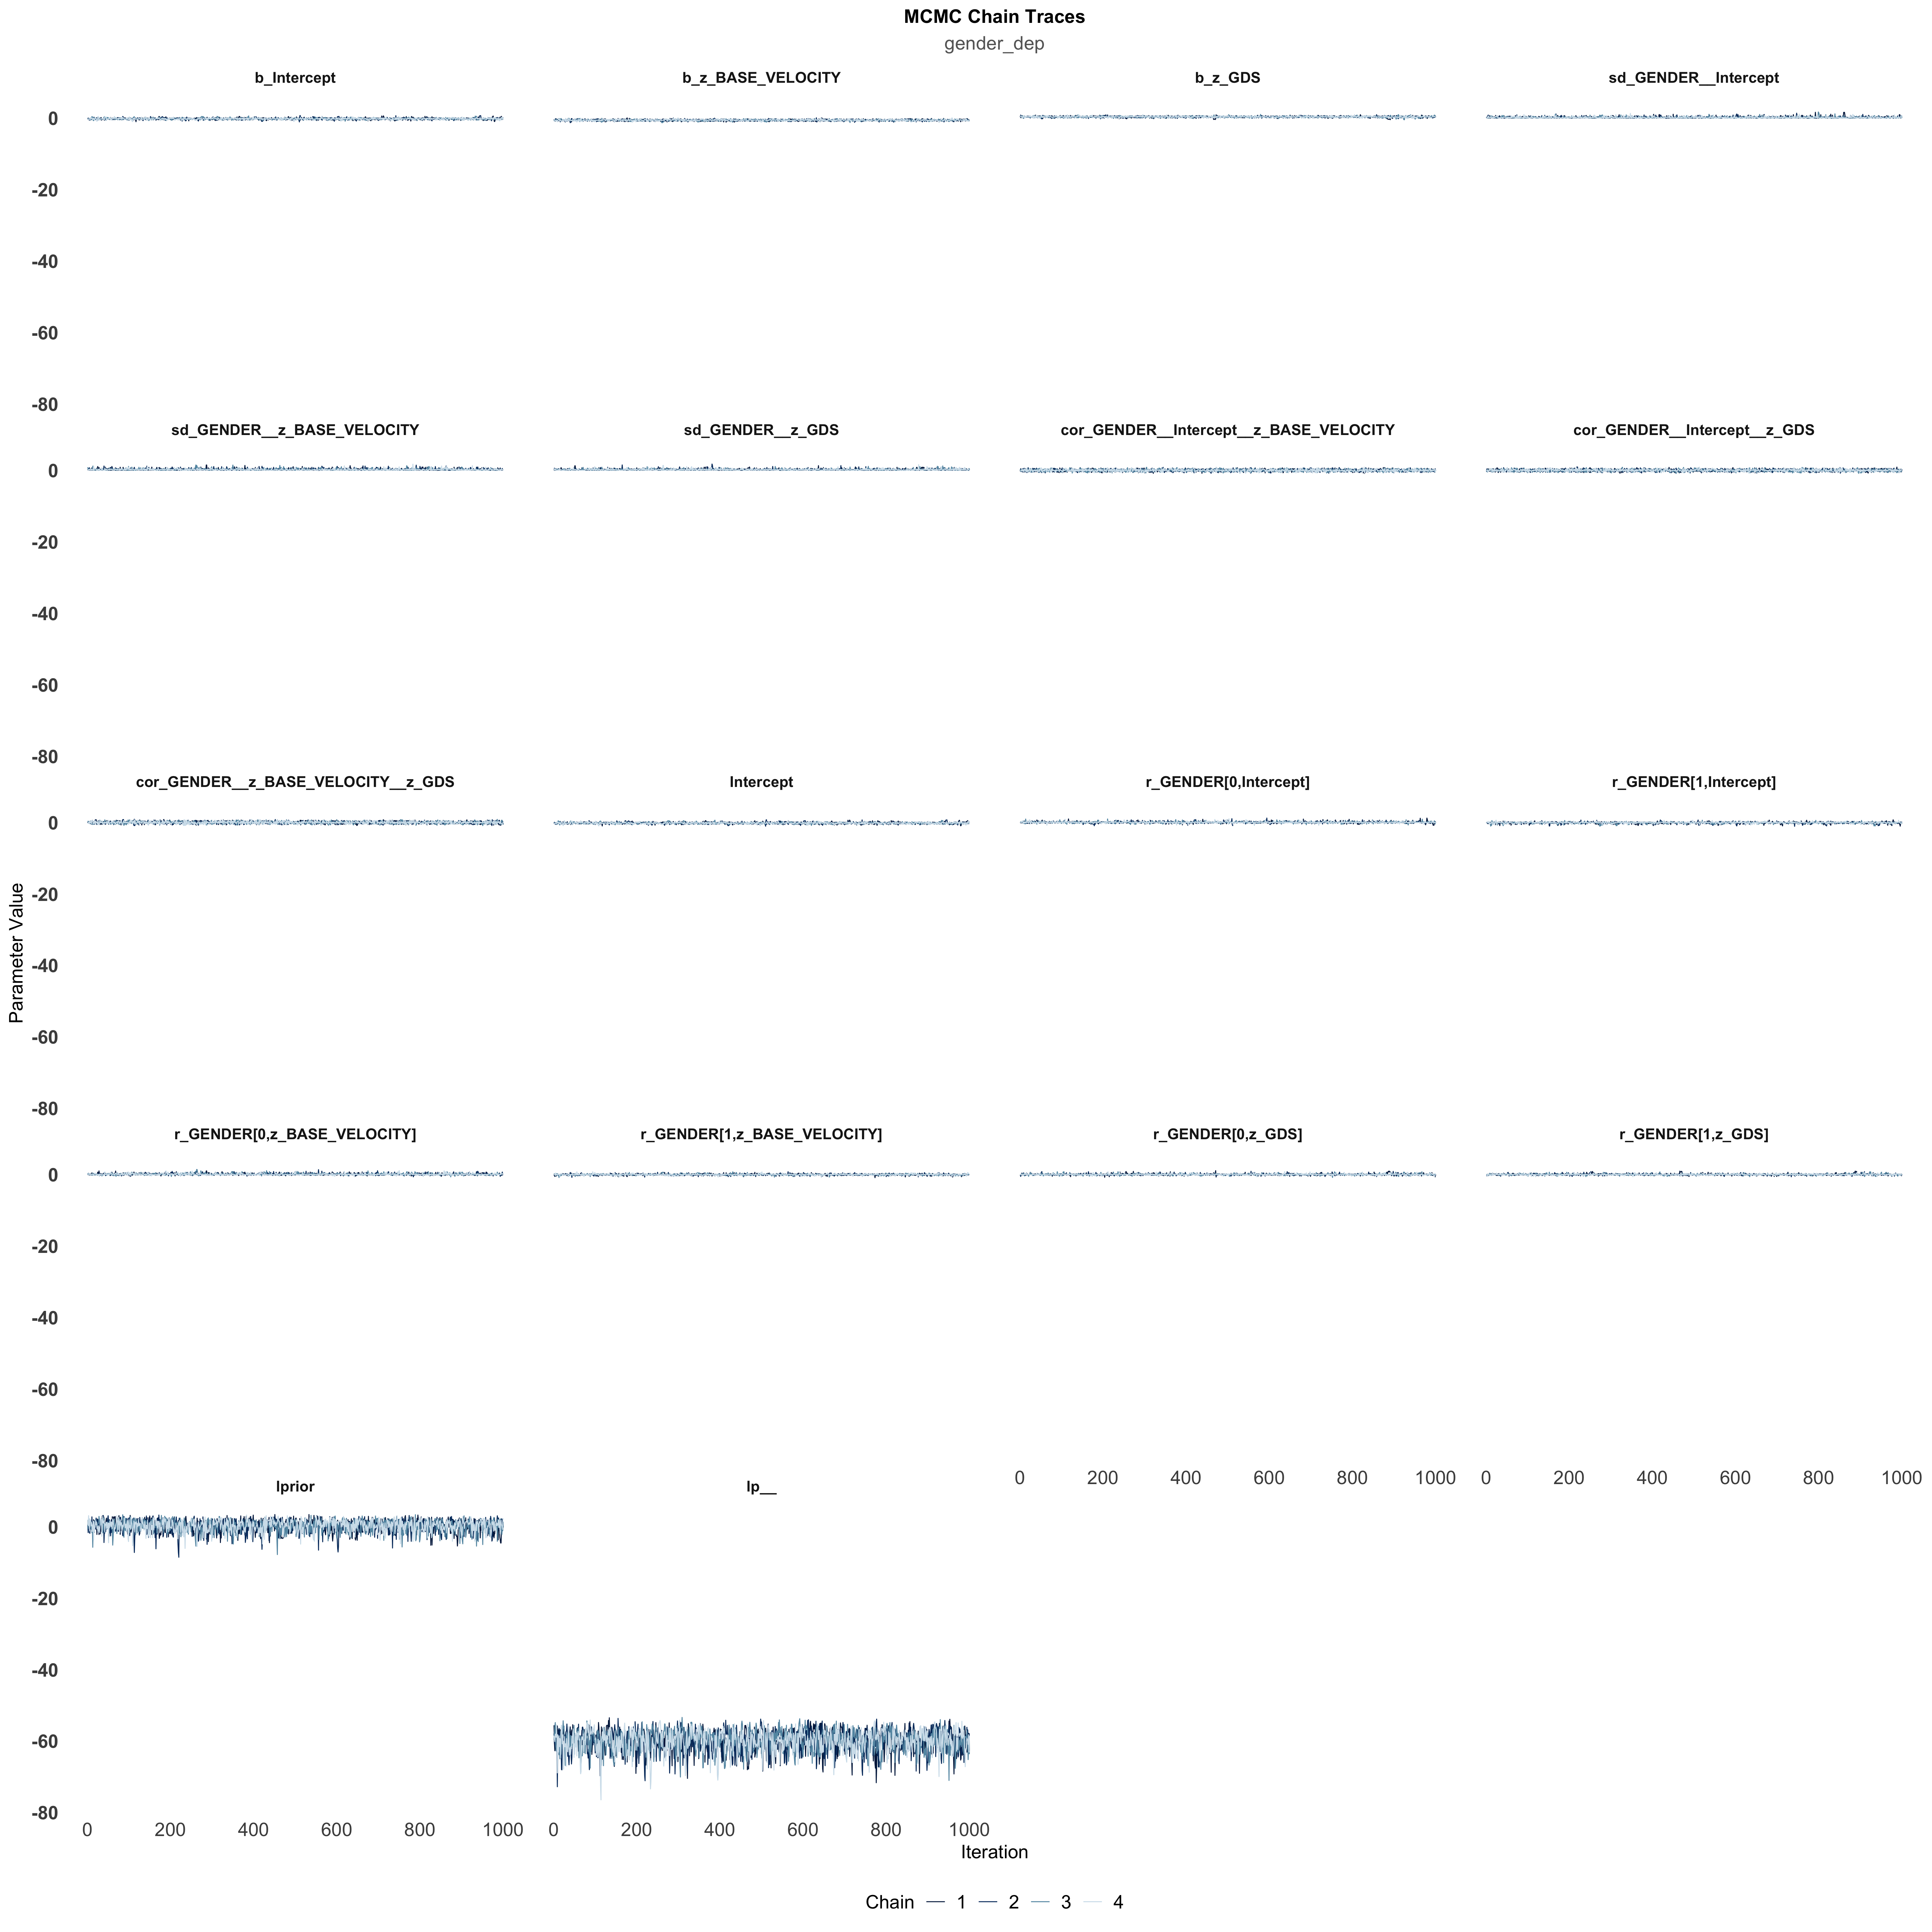 MCMC Chain Traces
gender_dep
b_Intercept b_z_BASE_VELOCITY b_z_GDS sd_GENDER__Intercept
0
-20
-40
-60
-80
sd_GENDER__z_BASE_VELOCITY sd_GENDER__z_GDS cor_GENDER__Intercept__z_BASE_VELOCITY cor_GENDER__Intercept__z_GDS
0
-20
-40
-60
-80
cor_GENDER__z_BASE_VELOCITY__z_GDS Intercept r_GENDER[0,Intercept] r_GENDER[1,Intercept]
0
-20
-40
-60
-80
Parameter Value
r_GENDER[0,z_BASE_VELOCITY] r_GENDER[1,z_BASE_VELOCITY] r_GENDER[0,z_GDS] r_GENDER[1,z_GDS]
0
-20
-40
-60
-80
0 200 400 600 800 1000 0 200 400 600 800 1000
lprior lp__
0
-20
-40
-60
-80
0 200 400 600 800 1000 0 200 400 600 800 1000
Iteration
Chain 1 2 3 4